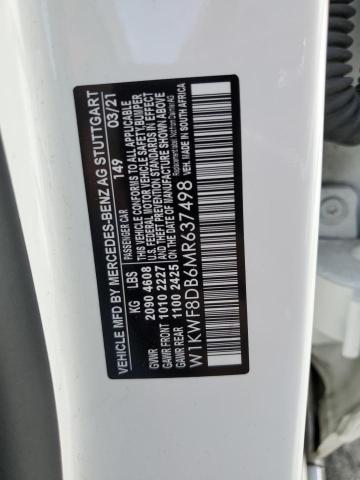 VEHICLE MFD BY MERCEDES-BENZ AG STUTTGART
PASSENGER CAR 149 03/21
KG LBS THIS VEHICLE CONFORMS TO ALL APPLICABLE
GVWR 2090 4608 U.S. FEDERAL MOTOR VEHICLE SAFETY, BUMPER
GAWR FRONT 1010 2227 AND THEFT PREVENTION STANDARDS IN EFFECT
GAWR REAR 1100 2425 ON THE DATE OF MANUFACTURE SHOWN ABOVE.
W1KWF8DB6MR637498
VEH. MADE IN SOUTH AFRICA